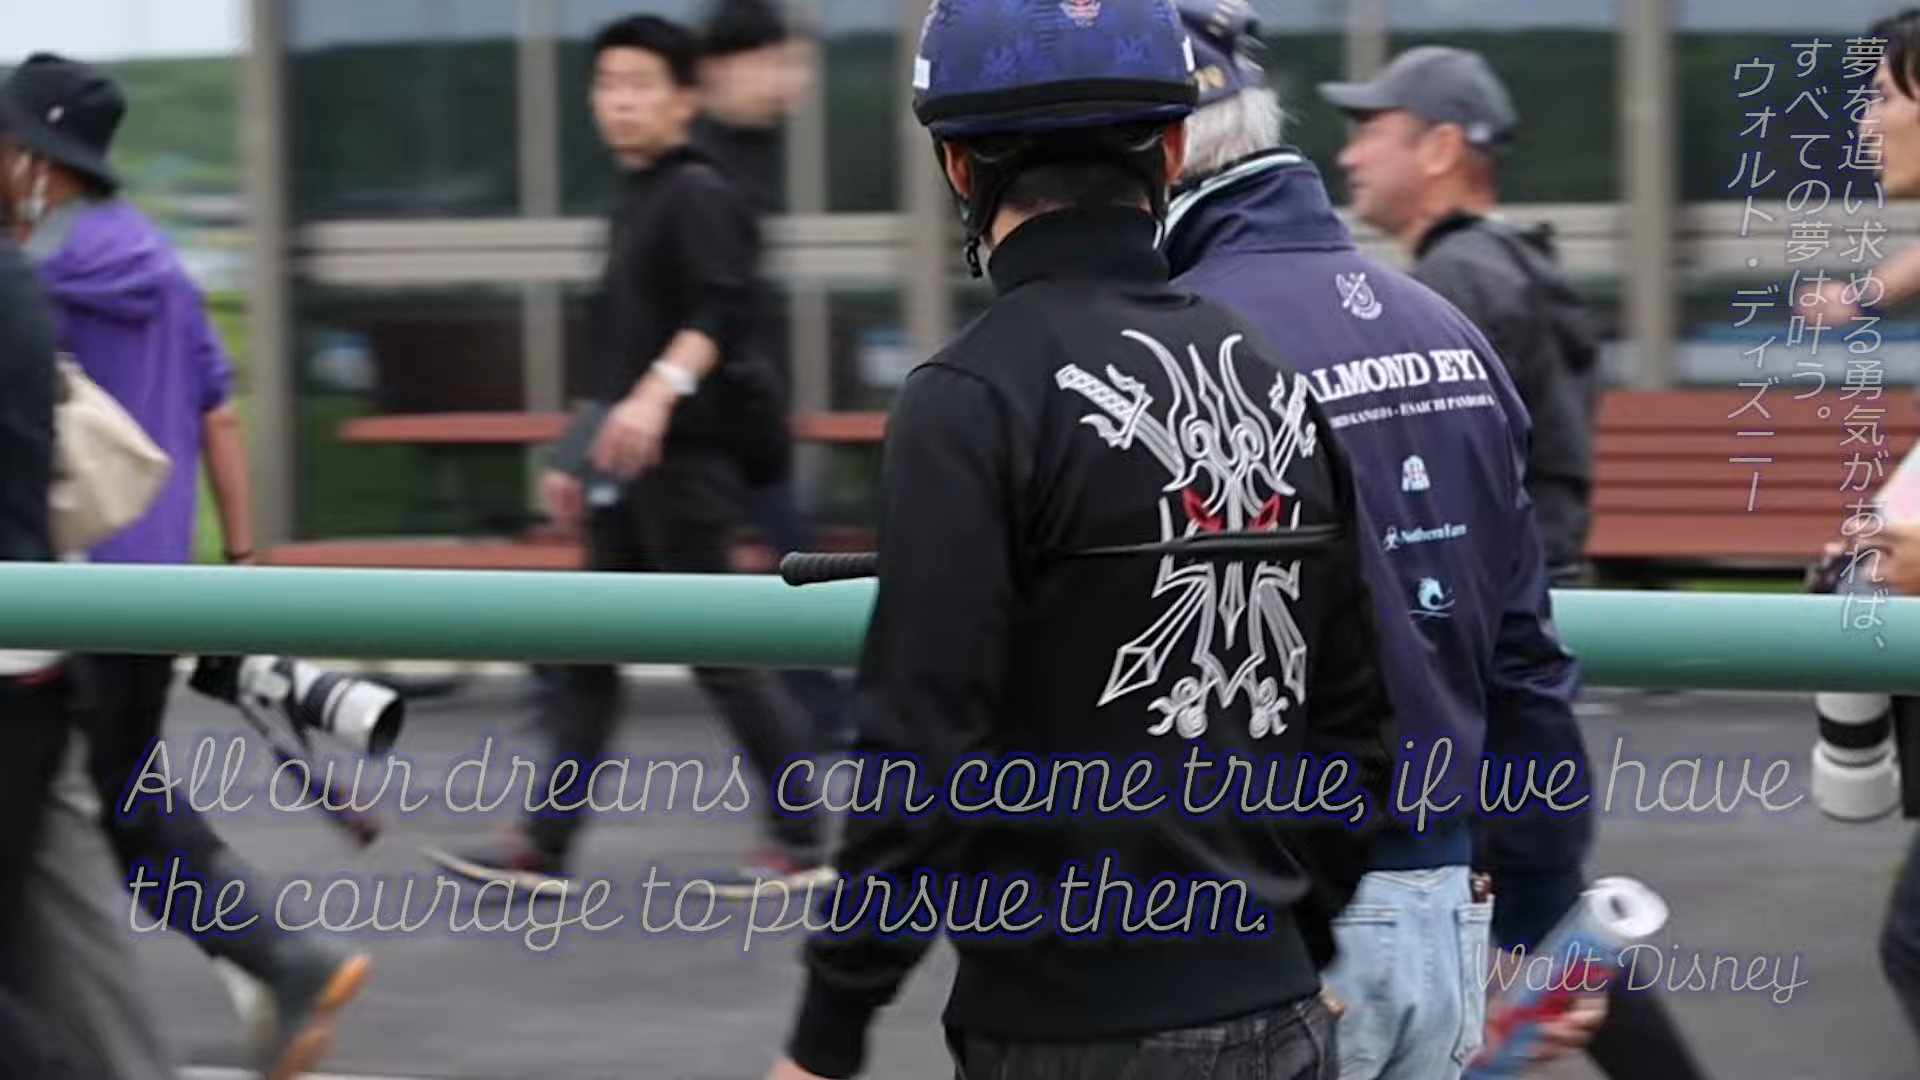 夢を追い求める勇気があれば、
すべての夢は叶う。
ウォルト・ディズニー
ALMOND EYE
Northern Farm
All our dreams can come true, if we have
the courage to pursue them.
Walt Disney